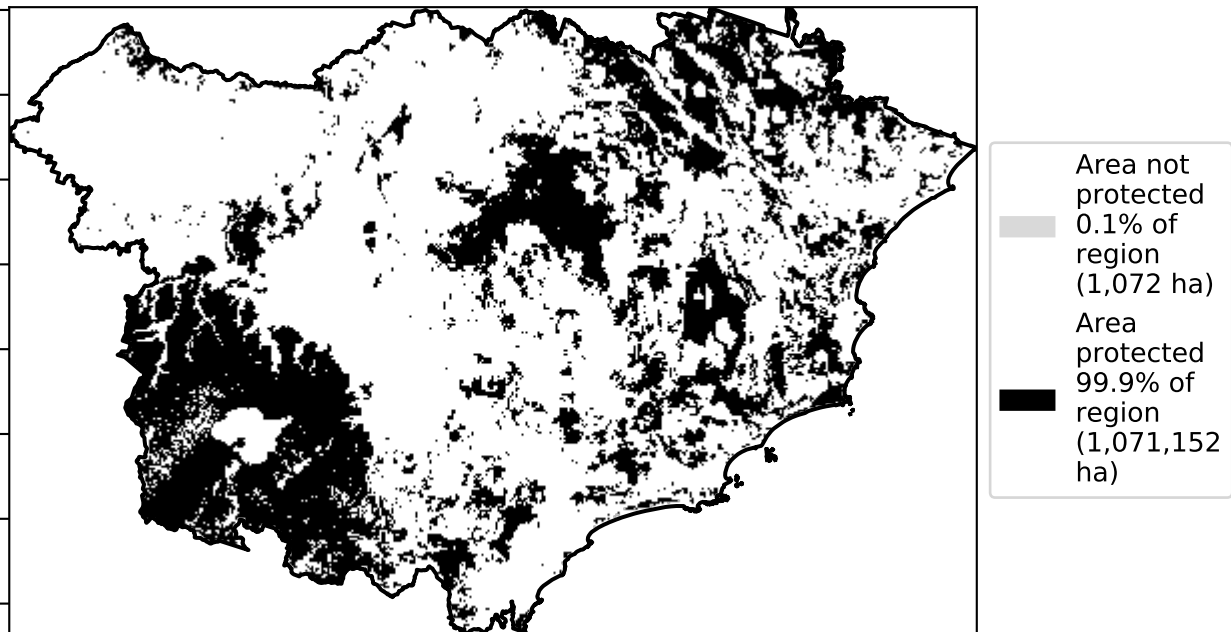 Area not
protected
0.1% of
region
(1,072 ha)
Area
protected
99.9% of
region
(1,071,152
ha)